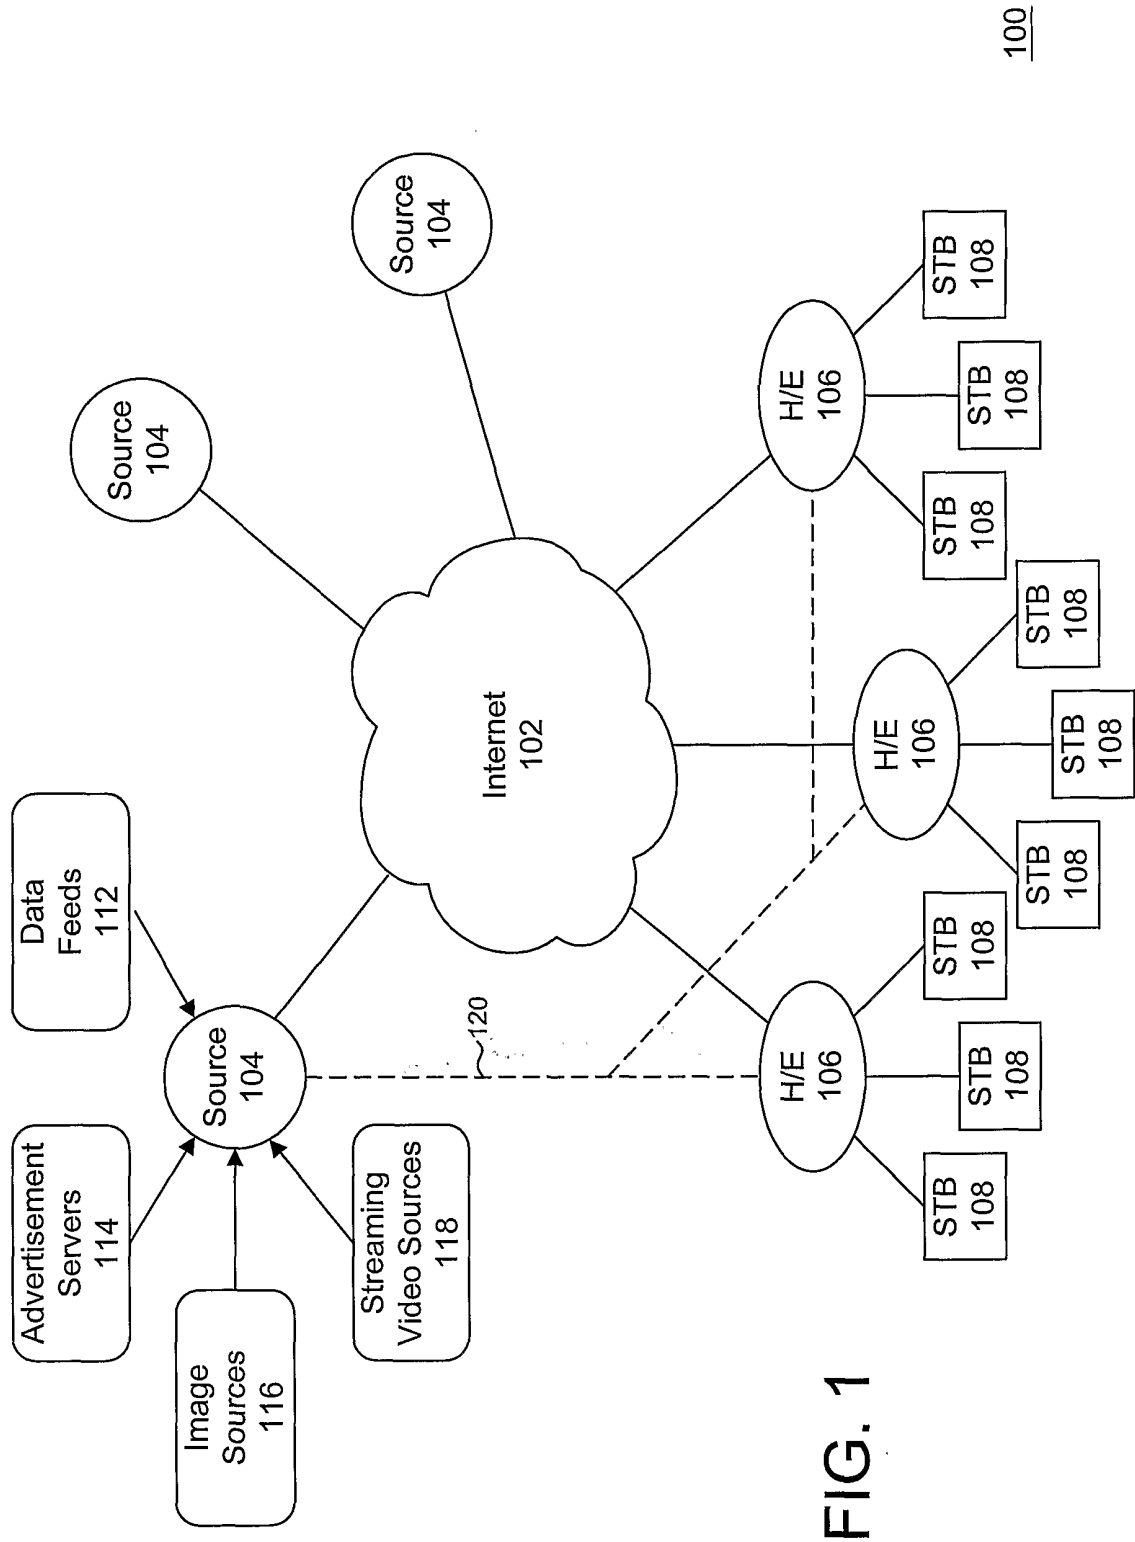 Advertisement
Servers
114
Data
Feeds
112
Image
Sources
116
Source
104
Source
104
Source
104
Streaming
Video Sources
118
120
Internet
102
H/E
106
H/E
106
H/E
106
STB
108
STB
108
STB
108
STB
108
STB
108
STB
108
STB
108
STB
108
STB
108
FIG. 1
100